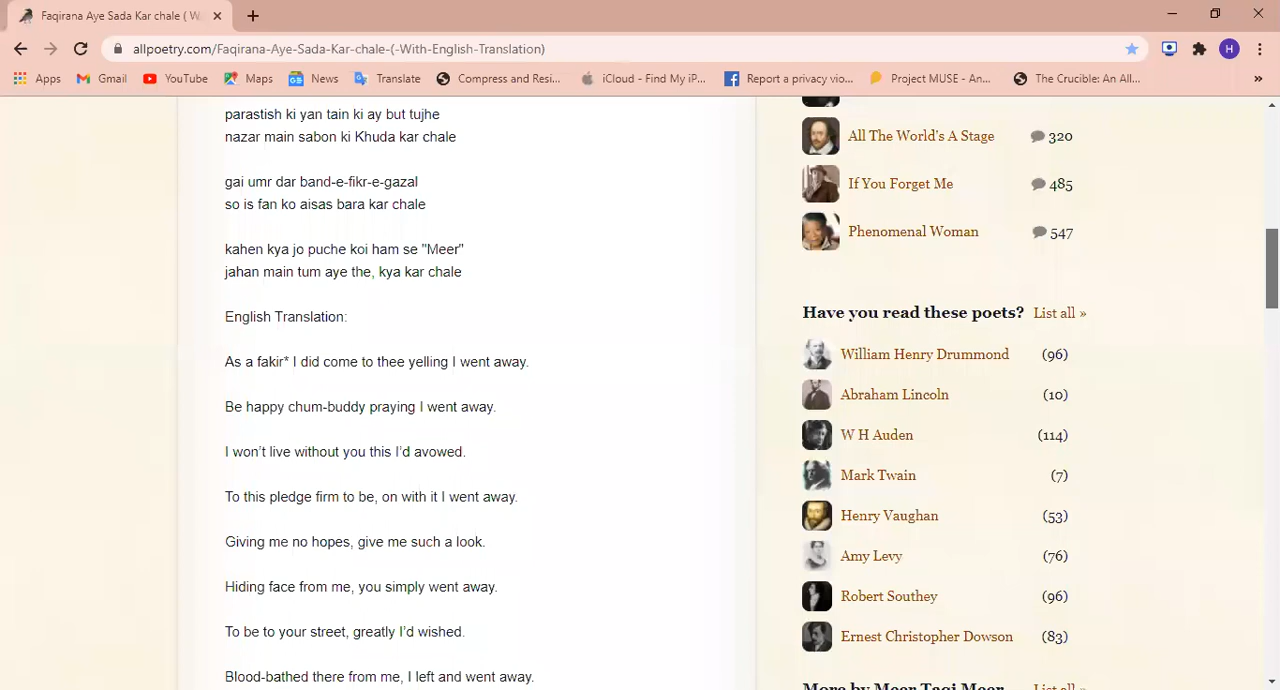 Faqirana Aye Sada Kar chale ( W
allpoetry.com/Faqirana-Aye-Sada-Kar-chale-(-With-English-Translation)
H
Apps
Gmail
YouTube
Maps
News
Translate
Compress and Resi...
iCloud - Find My iP...
Report a privacy vio...
Project MUSE - An...
The Crucible: An All...
»
parastish ki yan tain ki ay but tujhe
nazar main sabon ki Khuda kar chale
gai umr dar band-e-fikr-e-gazal
so is fan ko aisas bara kar chale
kahen kya jo puche koi ham se "Meer"
jahan main tum aye the, kya kar chale
English Translation:
As a fakir* I did come to thee yelling I went away.
Be happy chum-buddy praying I went away.
I won’t live without you this I’d avowed.
To this pledge firm to be, on with it I went away.
Giving me no hopes, give me such a look.
Hiding face from me, you simply went away.
To be to your street, greatly I’d wished.
Blood-bathed there from me, I left and went away.
All The World's A Stage 320
If You Forget Me 485
Phenomenal Woman 547
Have you read these poets? List all »
William Henry Drummond (96)
Abraham Lincoln (10)
W H Auden (114)
Mark Twain (7)
Henry Vaughan (53)
Amy Levy (76)
Robert Southey (96)
Ernest Christopher Dowson (83)
More by Meer Taqi Meer List all »